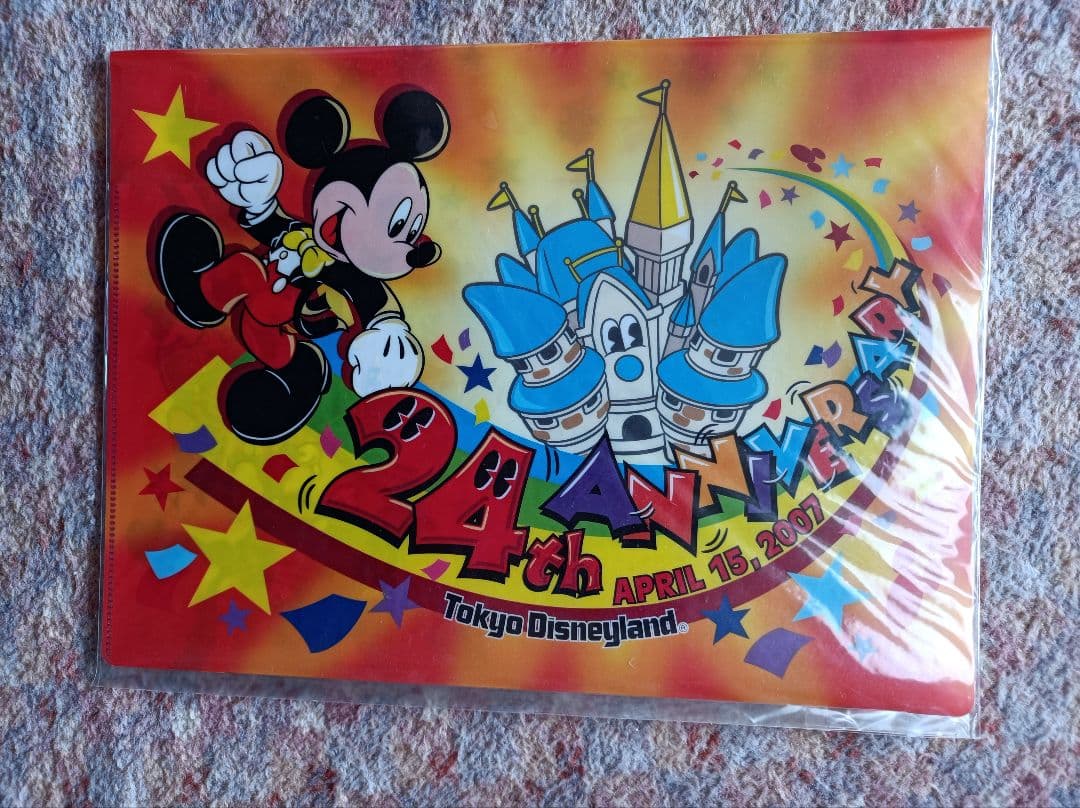 24th ANNIVERSARY
APRIL 15, 2007
Tokyo Disneyland®